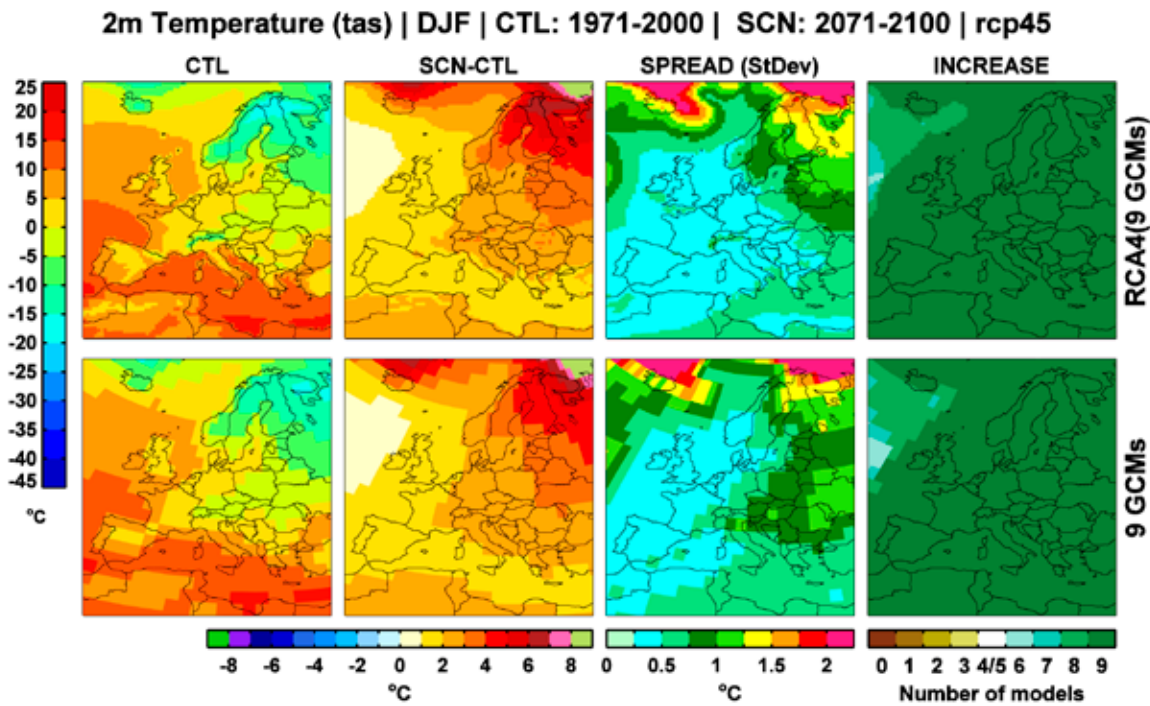 2m Temperature (tas) | DJF | CTL: 1971-2000 | SCN: 2071-2100 | rcp45
CTL
SCN-CTL
SPREAD (StDev)
INCREASE
25
20
15
10
5
0
-5
-10
-15
-20
-25
-30
-35
-40
-45
°C
RCA4(9 GCMs)
9 GCMs
-8 -6 -4 -2 0 2 4 6 8
°C
0 0.5 1 1.5 2
°C
0 1 2 3 4/5 6 7 8 9
Number of models